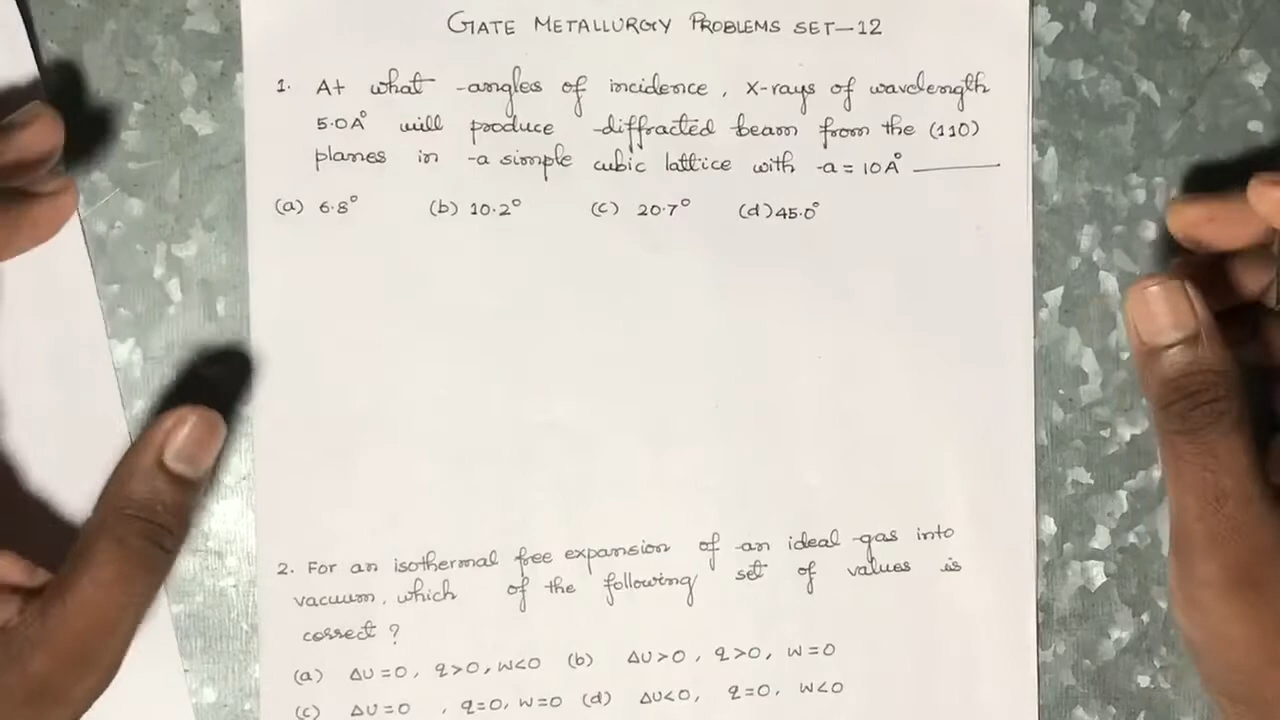 GATE METALLURGY PROBLEMS SET-12
1. At what angles of incidence, X-rays of wavelength
5.0A° will produce diffracted beam from the (110)
planes in a simple cubic lattice with a = 10A° ______
(a) 6.8° (b) 10.2° (c) 20.7° (d) 45.0°
2. For an isothermal free expansion of an ideal gas into
vacuum, which of the following set of values is
correct ?
(a) ΔU=0, q>0, W<0 (b) ΔU>0, q>0, W=0
(c) ΔU=0, q=0, W=0 (d) ΔU<0, q=0, W<0